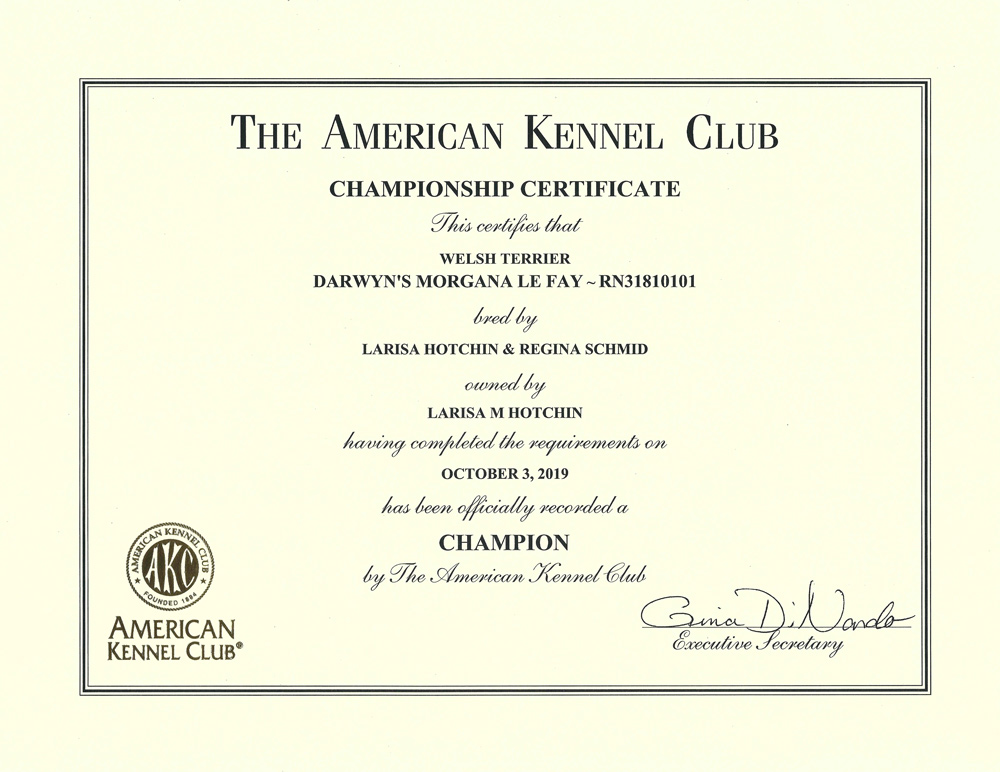 THE AMERICAN KENNEL CLUB
CHAMPIONSHIP CERTIFICATE
This certifies that
WELSH TERRIER
DARWYN'S MORGANA LE FAY ~ RN31810101
bred by
LARISA HOTCHIN & REGINA SCHMID
owned by
LARISA M HOTCHIN
having completed the requirements on
OCTOBER 3, 2019
has been officially recorded a
CHAMPION
by The American Kennel Club
AMERICAN KENNEL CLUB
AKC
FOUNDED 1884
AMERICAN
KENNEL CLUB®
Gina DiNardo
Executive Secretary